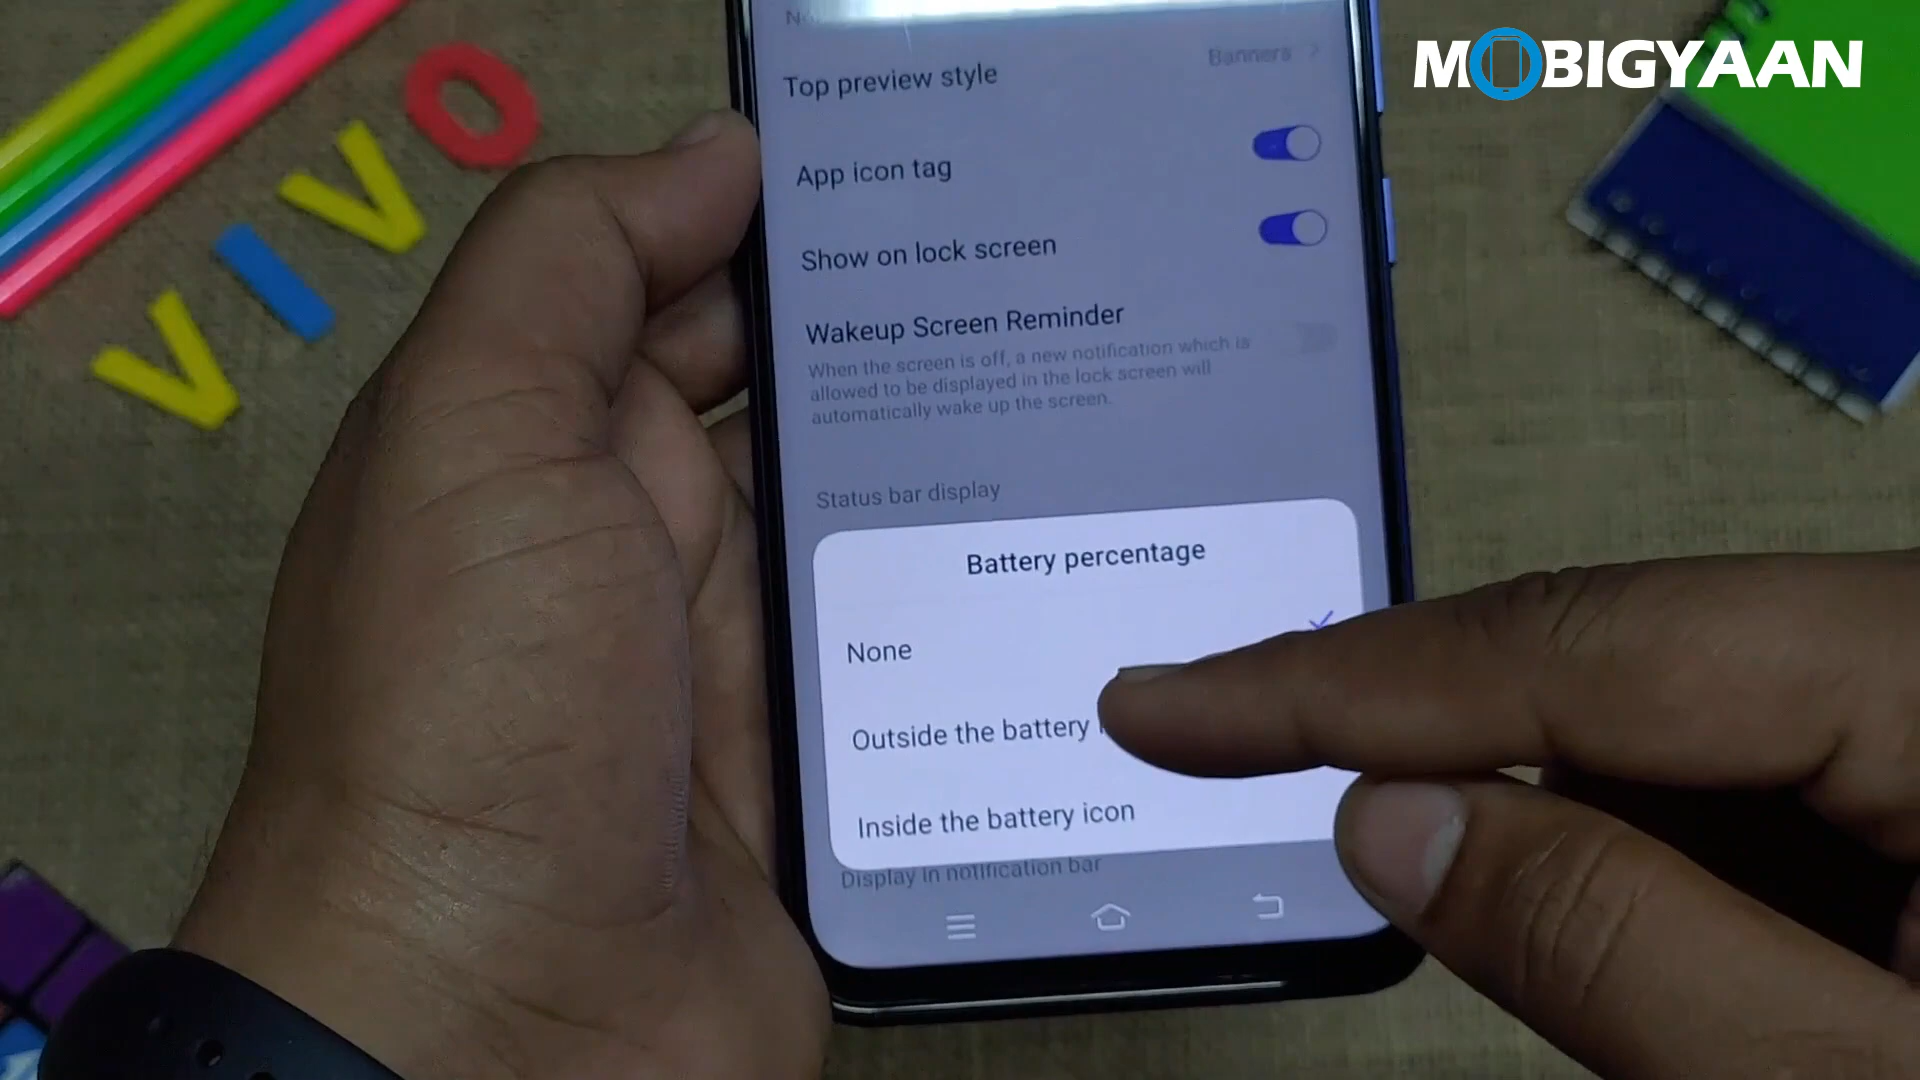 MOBIGYAAN
VIVO
Banners
Top preview style
App icon tag
Show on lock screen
Wakeup Screen Reminder
When the screen is off, a new notification which is
allowed to be displayed in the lock screen will
automatically wake up the screen.
Status bar display
Battery percentage
None
Outside the battery
Inside the battery icon
Display in notification bar